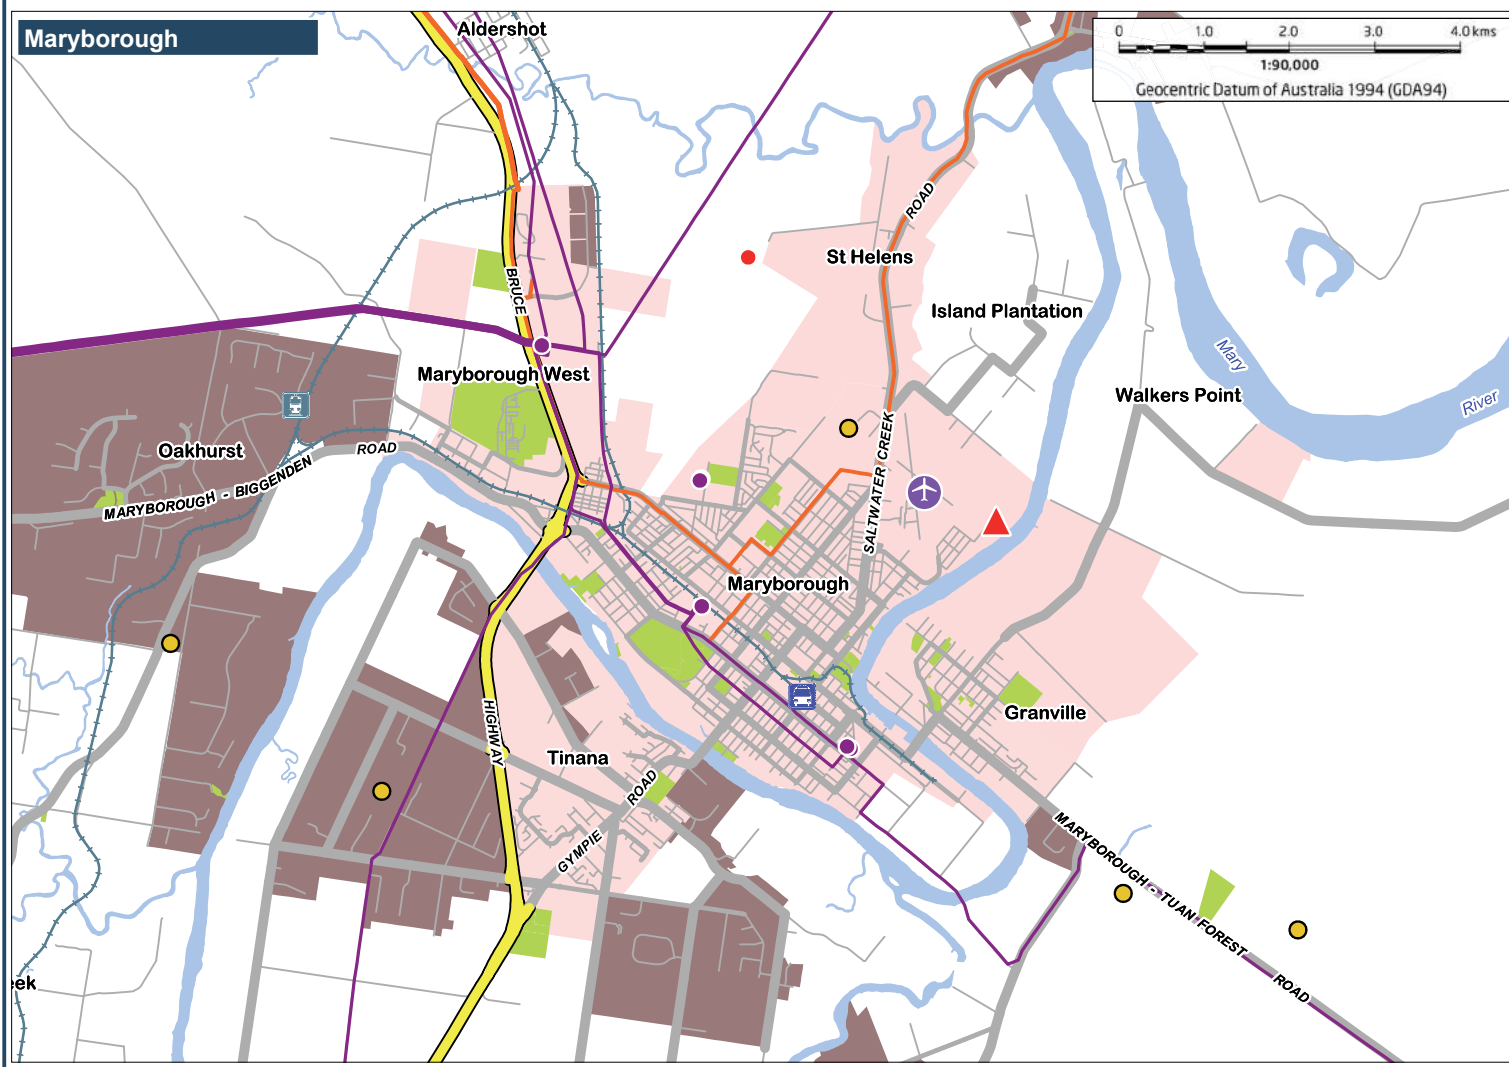 Maryborough
Aldershot
0 1.0 2.0 3.0 4.0 kms
1:90,000
Geocentric Datum of Australia 1994 (GDA94)
ROAD
St Helens
BRUCE
Island Plantation
Mary
River
Maryborough West
Walkers Point
Oakhurst
ROAD
MARYBOROUGH - BIGGENDEN
SALTWATER CREEK
Maryborough
HIGHWAY
Granville
Tinana
ROAD
GYMPIE
MARYBOROUGH - TUAN FOREST ROAD
eek